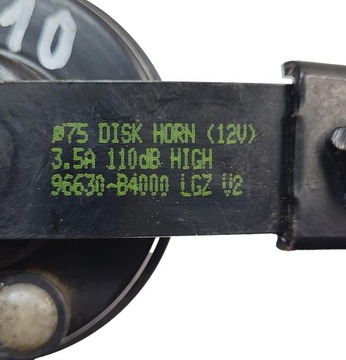 10
ø75 DISK HORN (12V)
3.5A 110dB HIGH
96630-B4000 LGZ V2